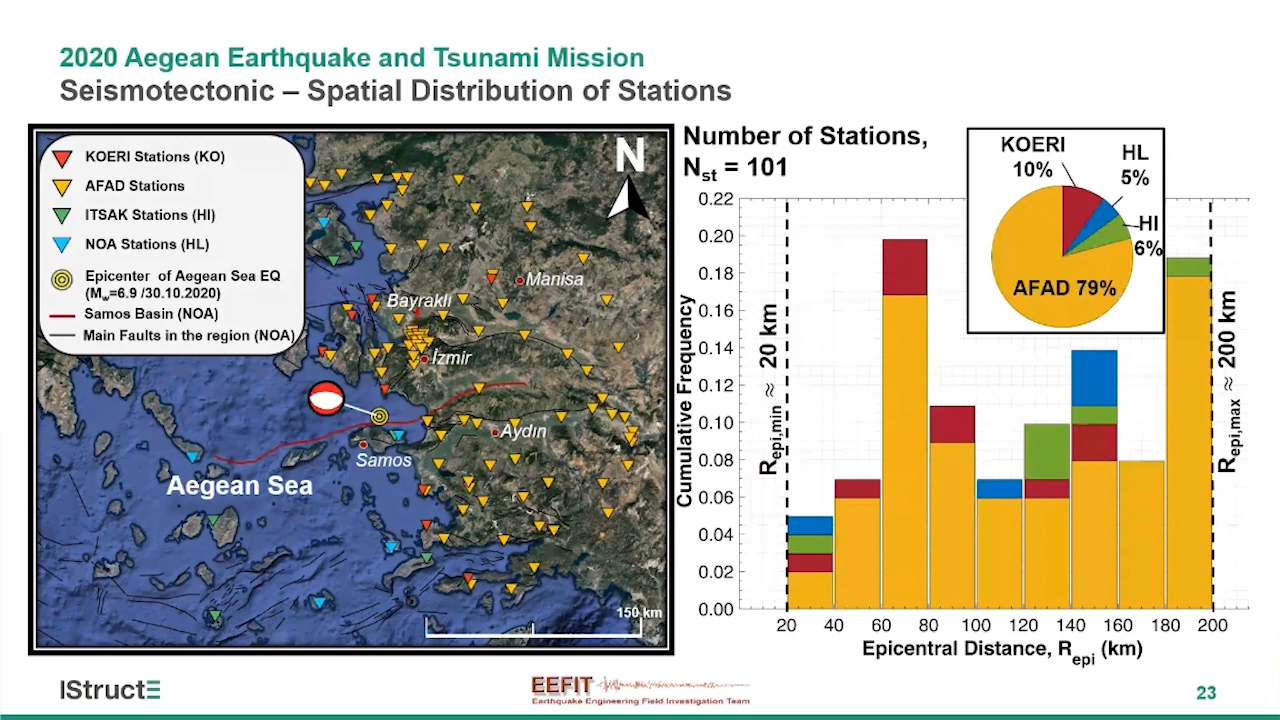 2020 Aegean Earthquake and Tsunami Mission
Seismotectonic – Spatial Distribution of Stations
KOERI Stations (KO)
AFAD Stations
ITSAK Stations (HI)
NOA Stations (HL)
Epicenter of Aegean Sea EQ
(Mw=6.9 /30.10.2020)
Samos Basin (NOA)
Main Faults in the region (NOA)
N
Manisa
Bayraklı
İzmir
Aydın
Samos
Aegean Sea
150 km
Number of Stations,
Nst = 101
KOERI
10%
HL
5%
HI
6%
AFAD 79%
Cumulative Frequency
0.22
0.20
0.18
0.16
0.14
0.12
0.10
0.08
0.06
0.04
0.02
0.00
Repi,min ≈ 20 km
Repi,max ≈ 200 km
20 40 60 80 100 120 140 160 180 200
Epicentral Distance, Repi (km)
IStructE
EEFIT
Earthquake Engineering Field Investigation Team
23